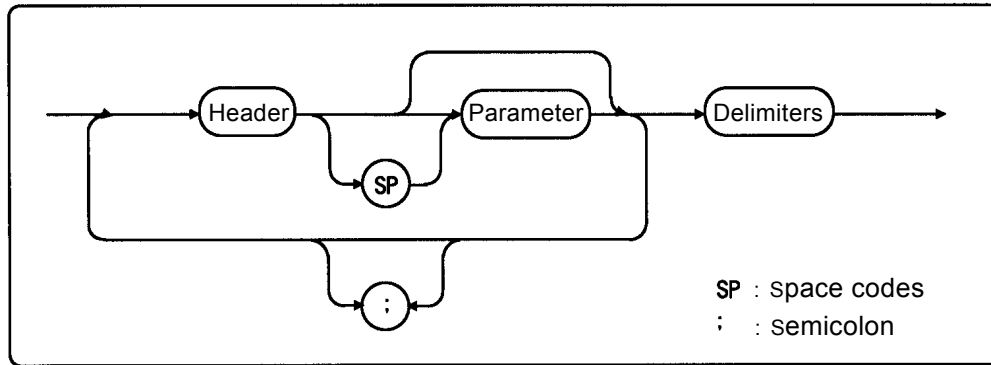 Header
Parameter
Delimiters
SP
;
SP : space codes
; : semicolon